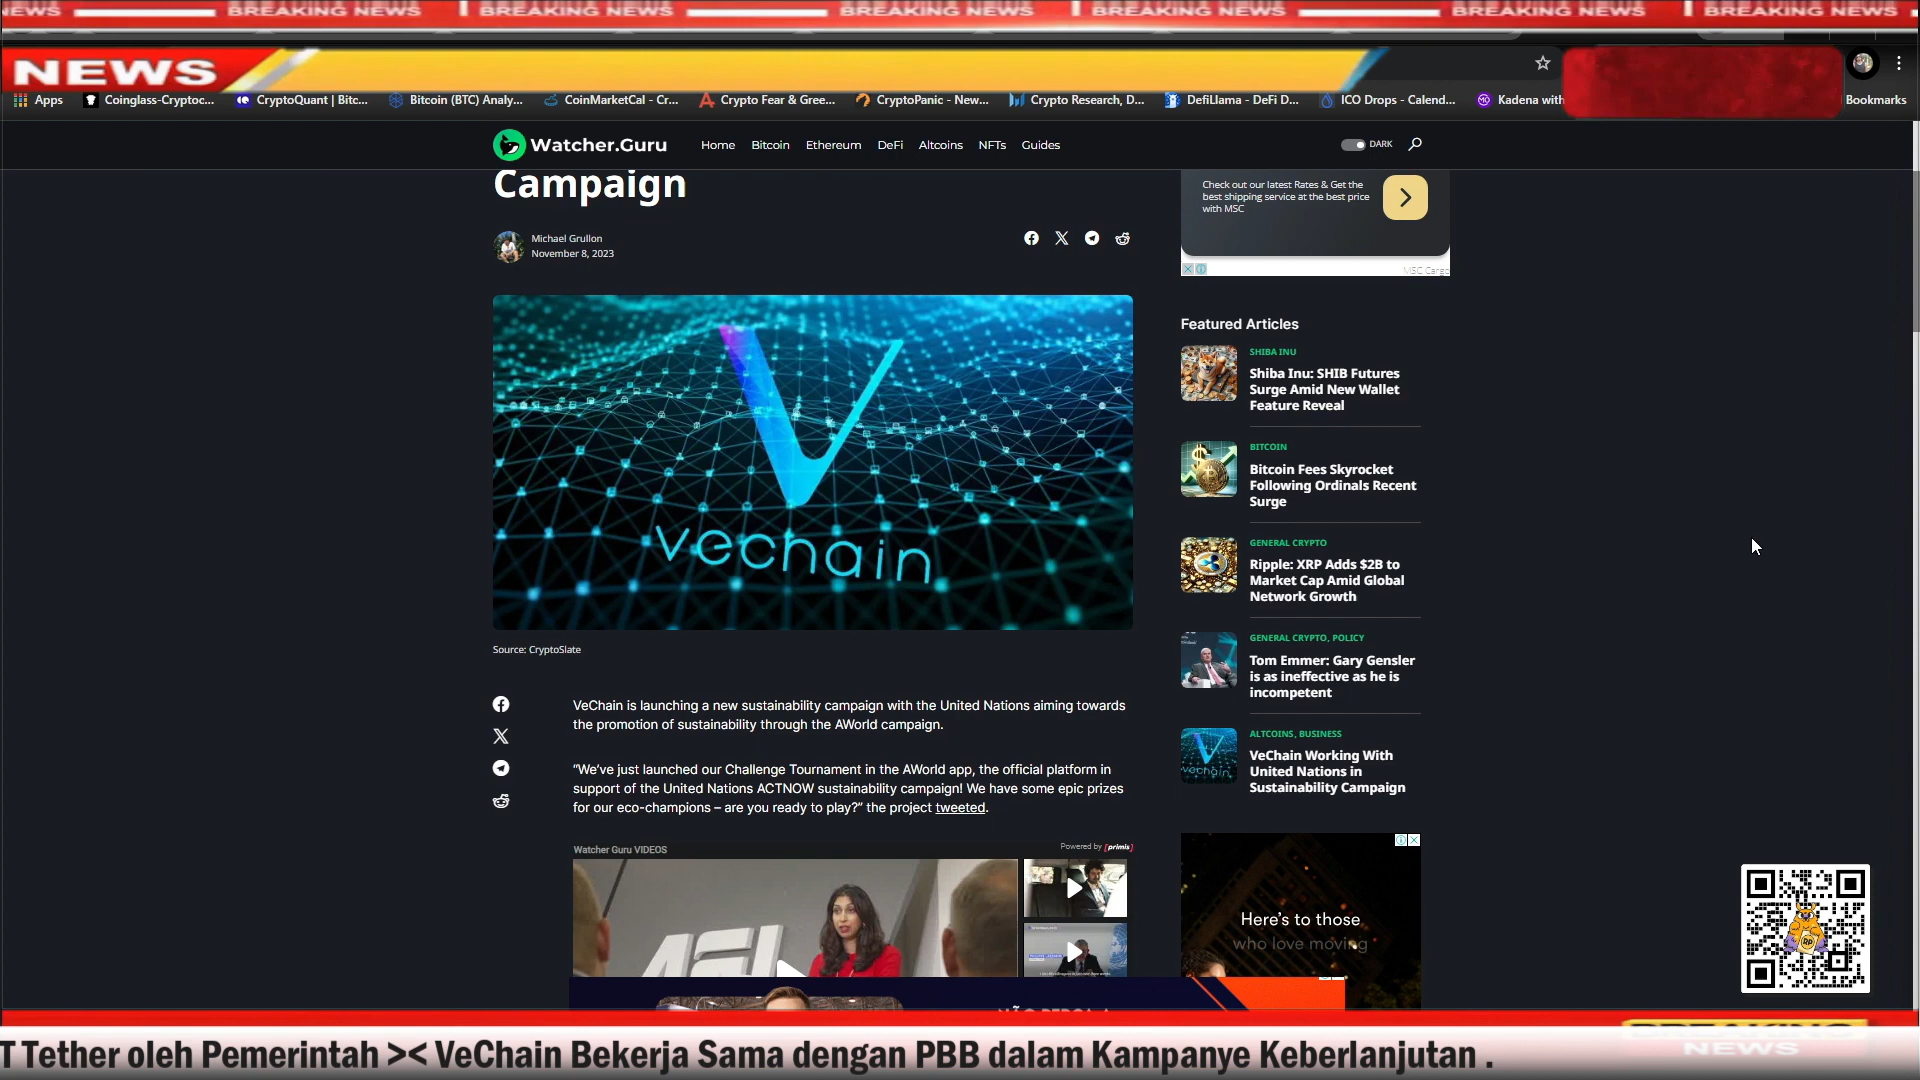 NEWS BREAKING NEWS BREAKING NEWS BREAKING NEWS BREAKING NEWS BREAKING NEWS BREAKING NEWS
NEWS
Apps Coinglass-Cryptoc... CryptoQuant | Bitc... Bitcoin (BTC) Analy... CoinMarketCal - Cr... Crypto Fear & Gree... CryptoPanic - New... Crypto Research, D... DefiLlama - DeFi D... ICO Drops - Calend... Kadena with Bookmarks
Watcher.Guru Home Bitcoin Ethereum DeFi Altcoins NFTs Guides DARK
Campaign
Michael Grullon
November 8, 2023
Source: CryptoSlate
vechain
VeChain is launching a new sustainability campaign with the United Nations aiming towards
the promotion of sustainability through the AWorld campaign.
“We’ve just launched our Challenge Tournament in the AWorld app, the official platform in
support of the United Nations ACTNOW sustainability campaign! We have some epic prizes
for our eco-champions – are you ready to play?” the project tweeted.
Watcher Guru VIDEOS
Powered by [primis]
Check out our latest Rates & Get the
best shipping service at the best price
with MSC
MSC Cargo
Featured Articles
SHIBA INU
Shiba Inu: SHIB Futures
Surge Amid New Wallet
Feature Reveal
BITCOIN
Bitcoin Fees Skyrocket
Following Ordinals Recent
Surge
GENERAL CRYPTO
Ripple: XRP Adds $2B to
Market Cap Amid Global
Network Growth
GENERAL CRYPTO, POLICY
Tom Emmer: Gary Gensler
is as ineffective as he is
incompetent
ALTCOINS, BUSINESS
VeChain Working With
United Nations in
Sustainability Campaign
vechain
Here's to those
who love moving
RP
BREAKING
NEWS
T Tether oleh Pemerintah >< VeChain Bekerja Sama dengan PBB dalam Kampanye Keberlanjutan .